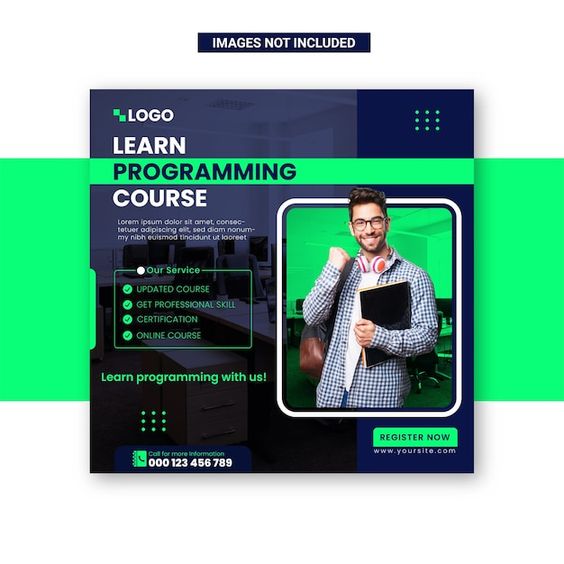 IMAGES NOT INCLUDED
LOGO
LEARN
PROGRAMMING
COURSE
Lorem ipsum dolor sit amet, consec-
tetuer adipiscing elit, sed diam nonum-
my nibh euismod tincidunt ut laoreet
Our Service
UPDATED COURSE
GET PROFESSIONAL SKILL
CERTIFICATION
ONLINE COURSE
Learn programming with us!
Call for more Information
000 123 456 789
REGISTER NOW
www.yoursite.com